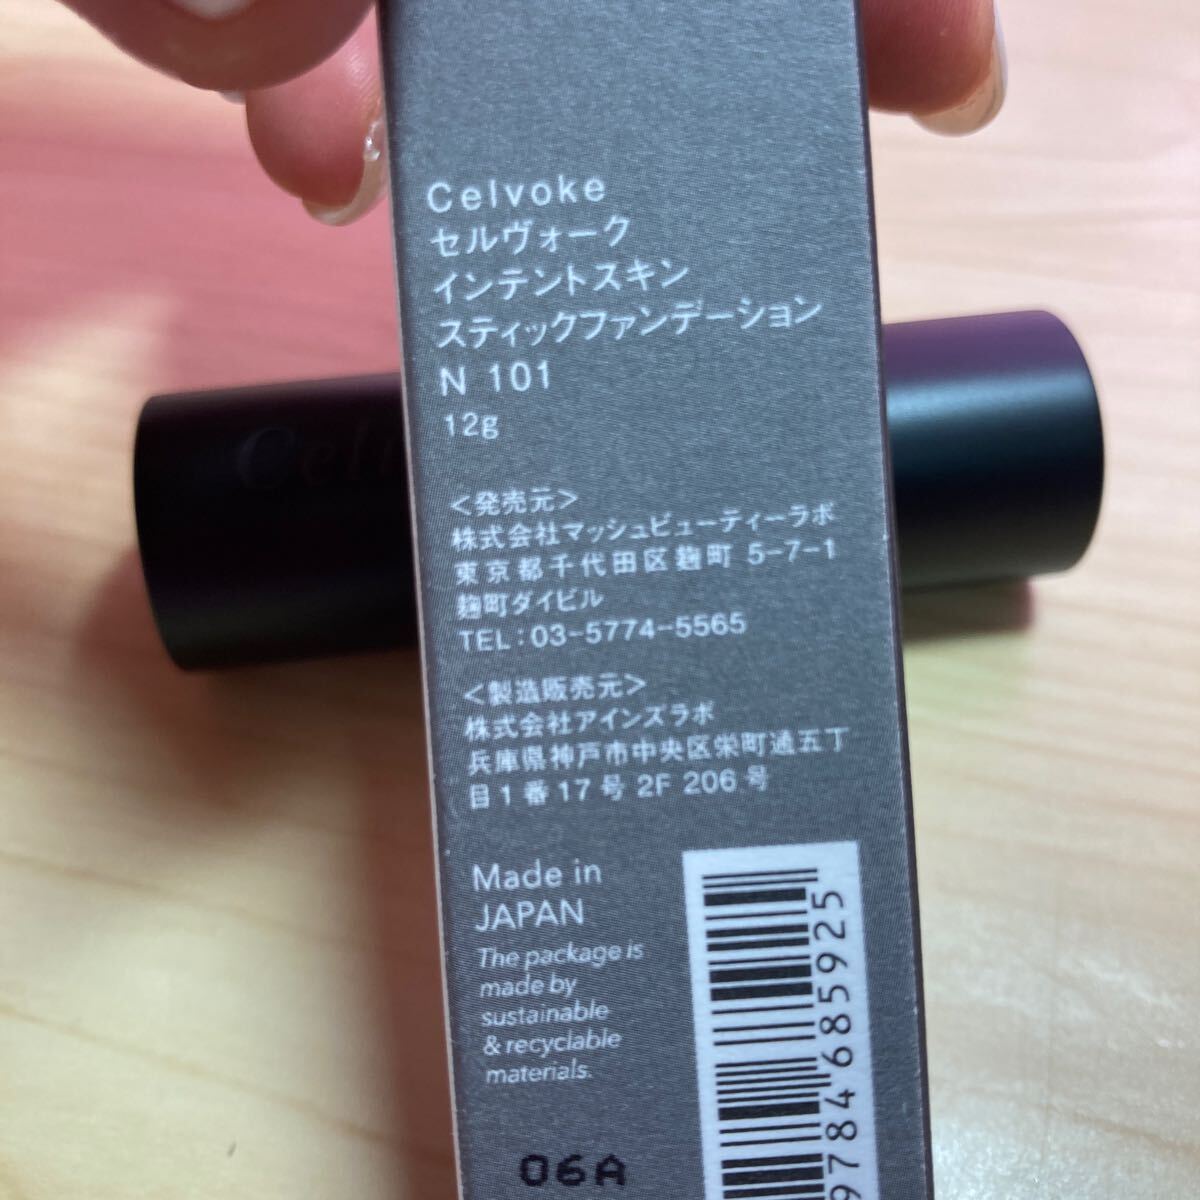 Celvoke
セルヴォーク
インテントスキン
スティックファンデーション
N 101
12g
＜発売元＞
株式会社マッシュビューティーラボ
東京都千代田区麹町 5-7-1
麹町ダイビル
TEL：03-5774-5565
＜製造販売元＞
株式会社アインズラボ
兵庫県神戸市中央区栄町通五丁
目1番17号 2F 206号
Made in
JAPAN
The package is
made by
sustainable
& recyclable
materials.
9784685925
06A